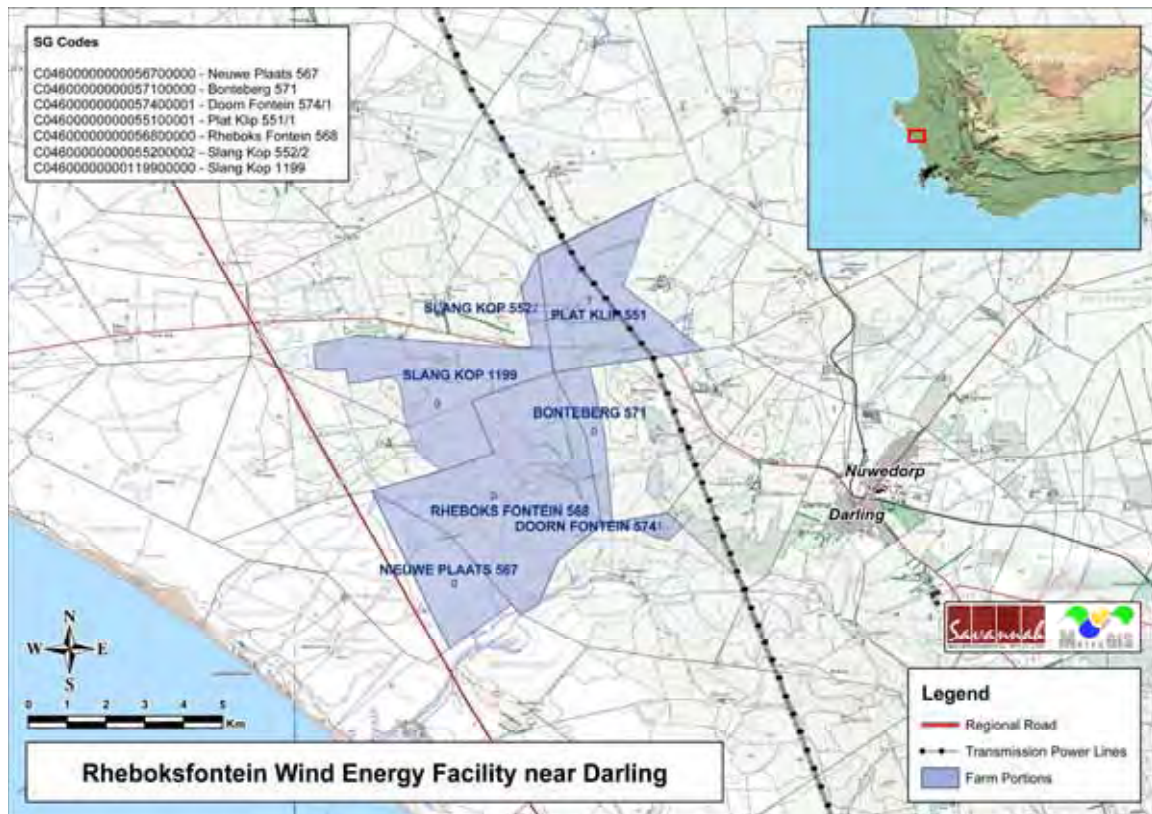 SG Codes
C04600000000056700000 - Neuwe Plaats 567
C04600000000057100000 - Bonteberg 571
C04600000000057400001 - Doorn Fontein 574/1
C04600000000055100001 - Plat Klip 551/1
C04600000000056800000 - Rheboks Fontein 568
C04600000000055200002 - Slang Kop 552/2
C04600000000119900000 - Slang Kop 1199
SLANG KOP 552
PLAT KLIP 551
SLANG KOP 1199
BONTEBERG 571
Nuwedorp
Darling
RHEBOKS FONTEIN 568
DOORN FONTEIN 574
NIEUWE PLAATS 567
N
W E
S
0 1 2 3 4 5
Km
Savannah
Legend
Regional Road
Transmission Power Lines
Farm Portions
Rheboksfontein Wind Energy Facility near Darling